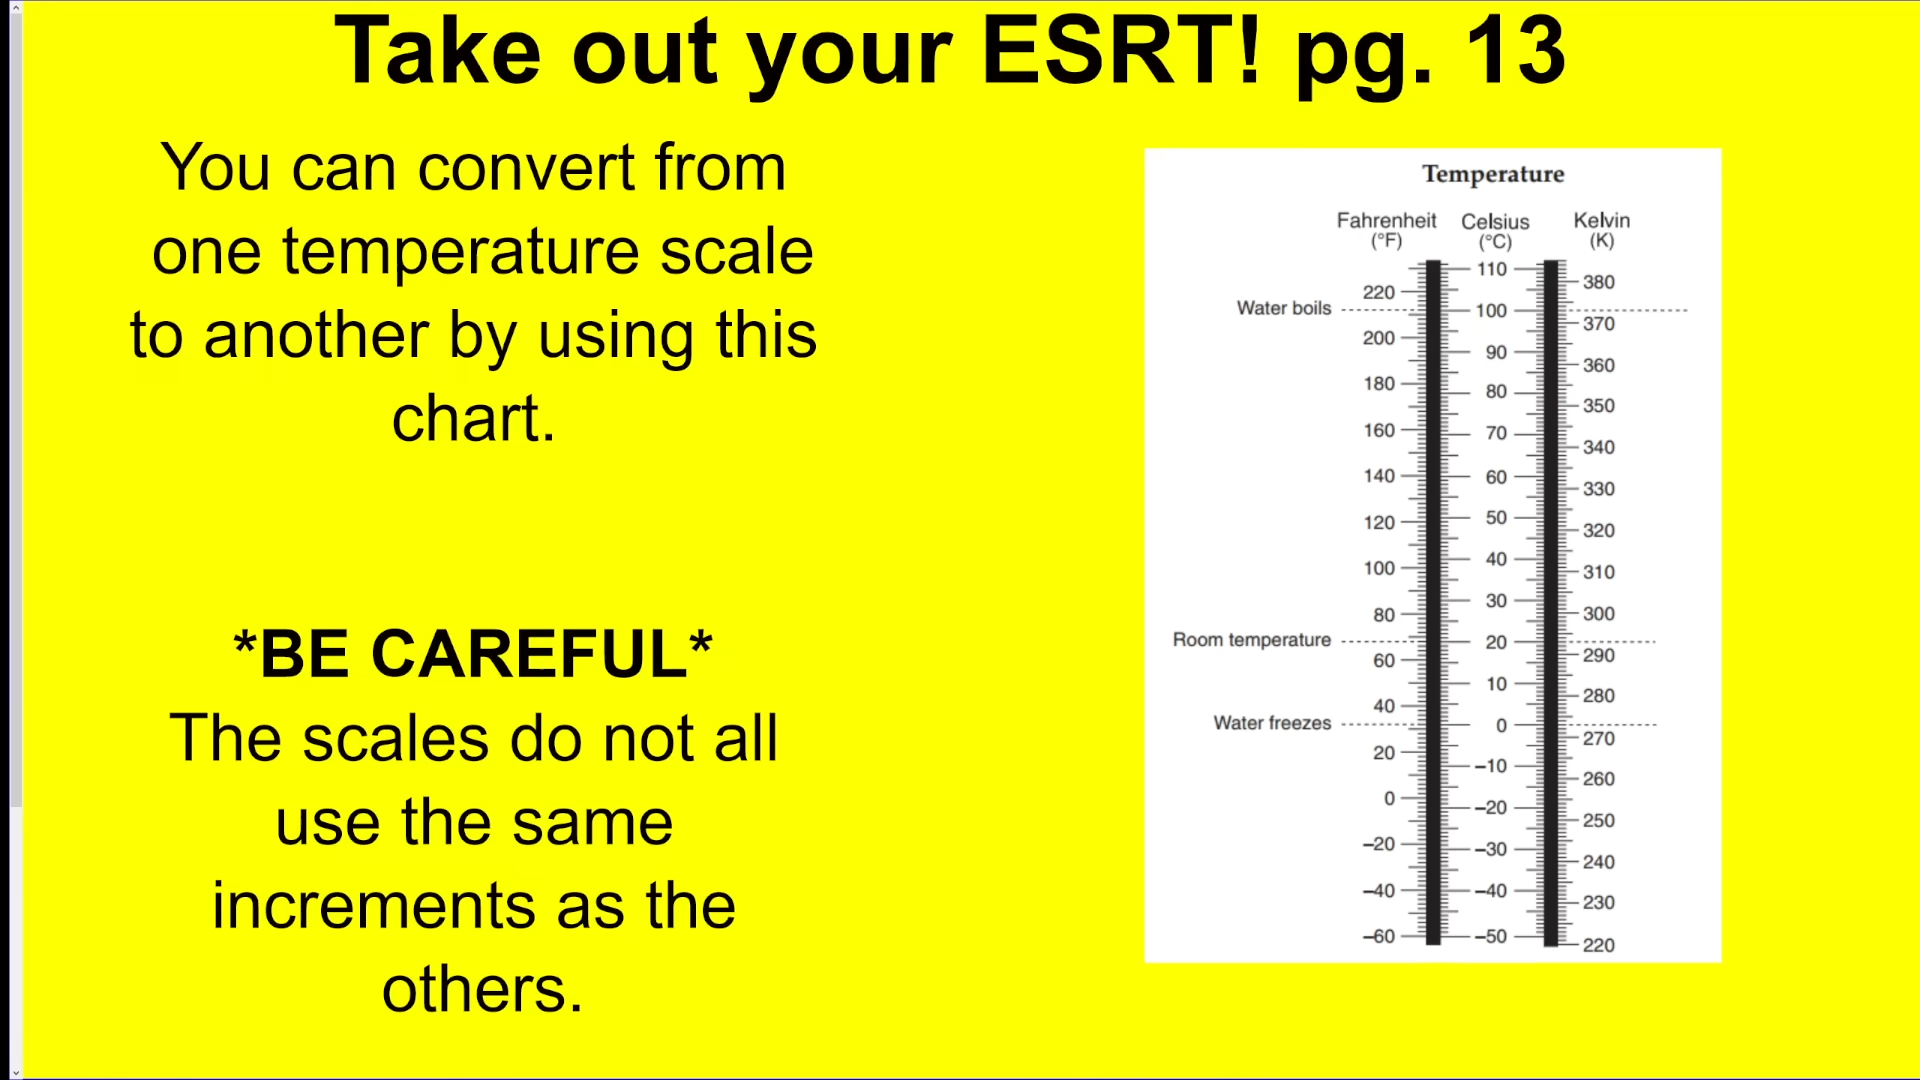 Take out your ESRT! pg. 13
You can convert from
one temperature scale
to another by using this
chart.
*BE CAREFUL*
The scales do not all
use the same
increments as the
others.
Temperature
Fahrenheit Celsius Kelvin
(°F) (°C) (K)
110
380
220
Water boils 100
370
200
90
360
180
80
350
160 70
340
140 60
330
120 50
320
100 40
310
30
80 300
Room temperature 20
60 290
10
40 280
Water freezes 0
20 270
–10
0 260
–20
250
–20 –30
240
–40 –40
230
–60 –50
220